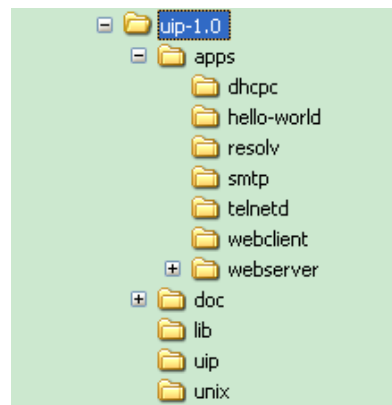 uip-1.0
apps
dhcpc
hello-world
resolv
smtp
telnetd
webclient
webserver
doc
lib
uip
unix